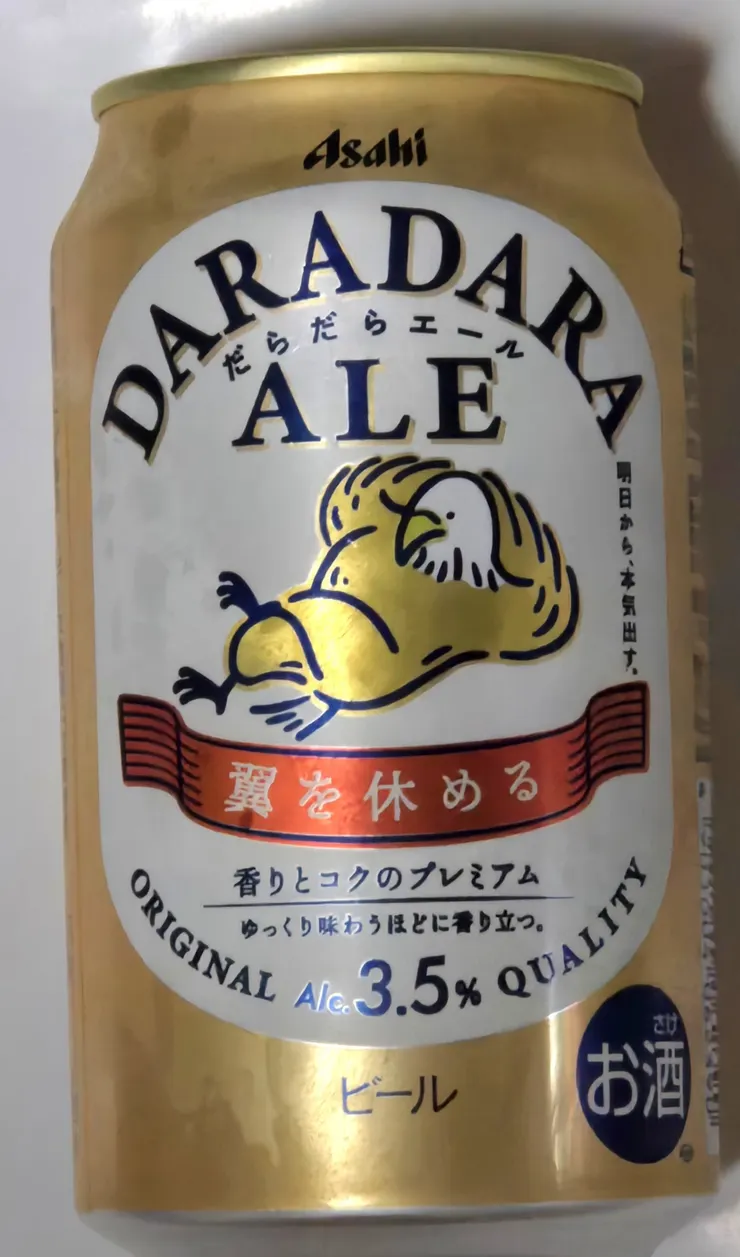 Asahi
DARADARA
だらだらエール
ALE
明日から、本気出す。
翼を休める
香りとコクのプレミアム
ゆっくり味わうほどに香り立つ。
ORIGINAL Alc.3.5% QUALITY
ビール
さけ
お酒